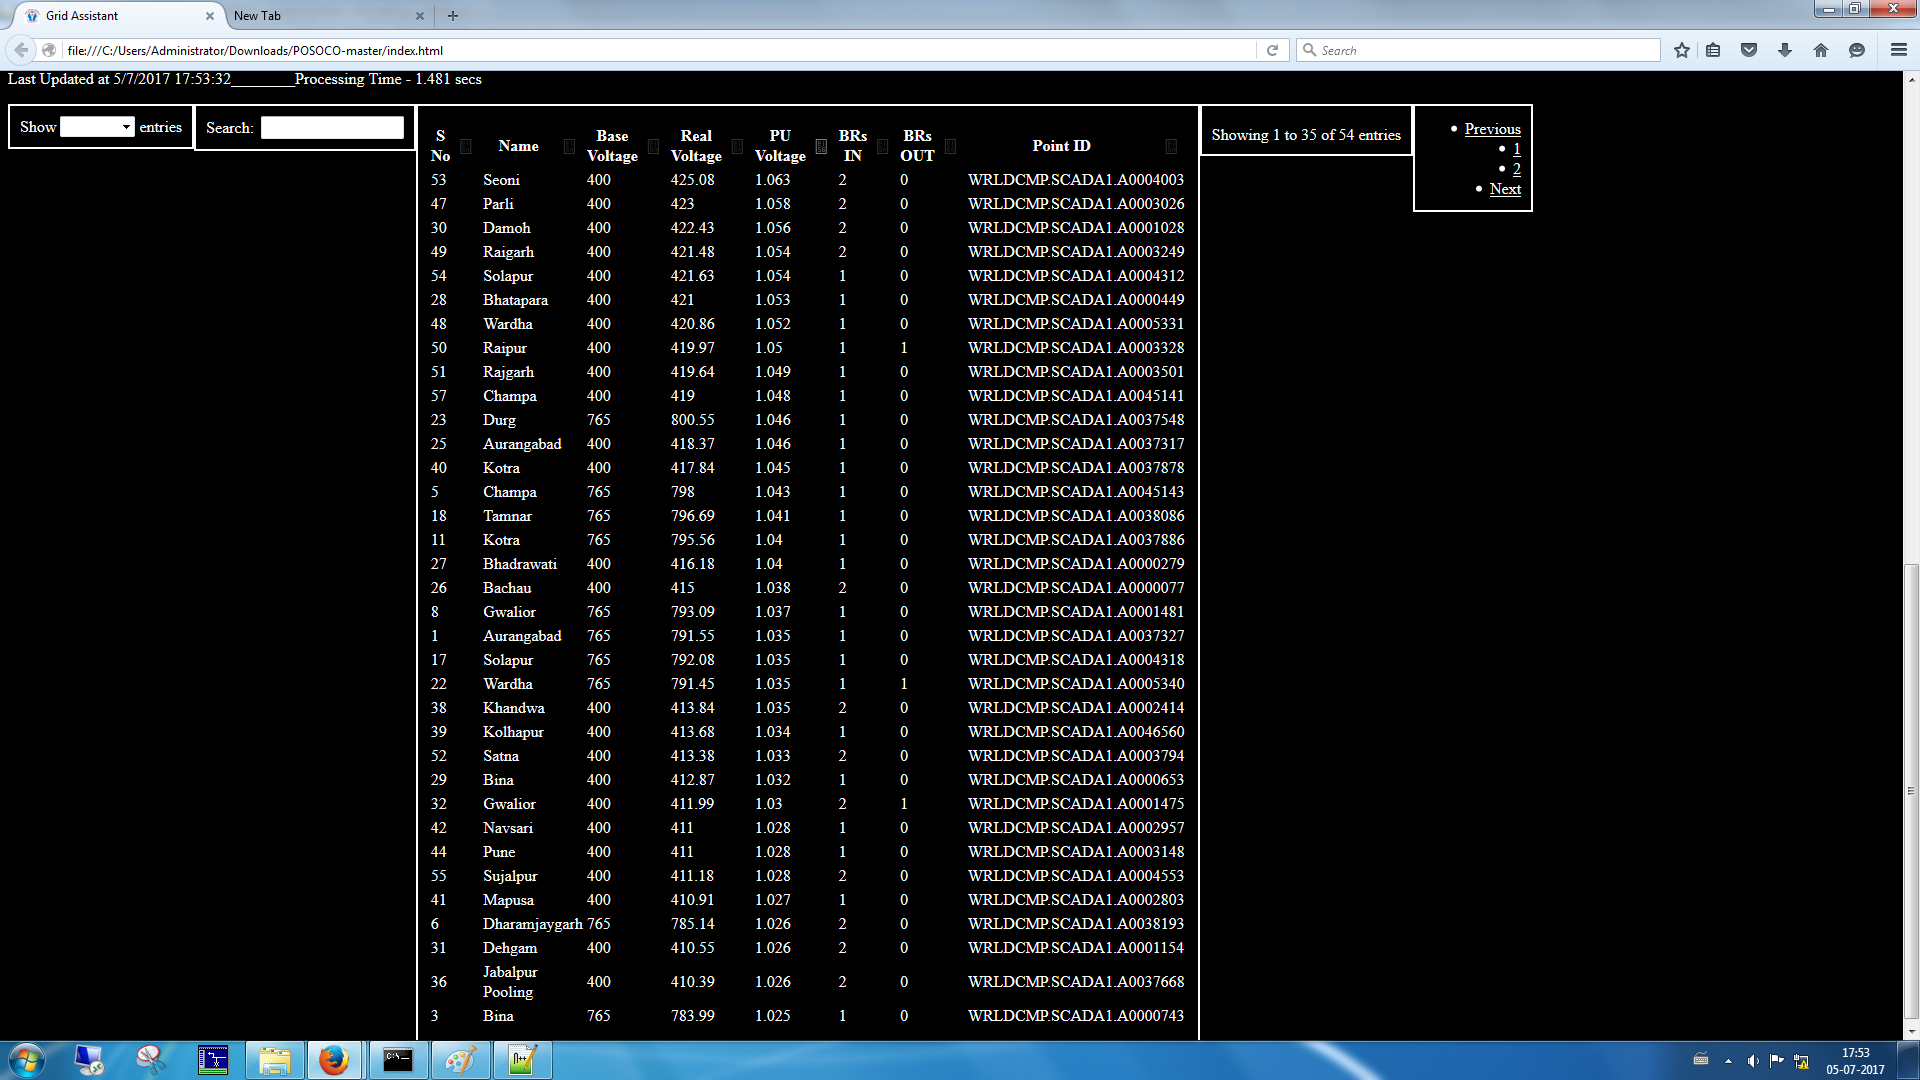 Grid Assistant
New Tab
file:///C:/Users/Administrator/Downloads/POSOCO-master/index.html
Search
Last Updated at 5/7/2017 17:53:32________Processing Time - 1.481 secs
Show entries
Search:
S No Name Base Voltage Real Voltage PU Voltage BRs IN BRs OUT Point ID
53 Seoni 400 425.08 1.063 2 0 WRLDCMP.SCADA1.A0004003
47 Parli 400 423 1.058 2 0 WRLDCMP.SCADA1.A0003026
30 Damoh 400 422.43 1.056 2 0 WRLDCMP.SCADA1.A0001028
49 Raigarh 400 421.48 1.054 2 0 WRLDCMP.SCADA1.A0003249
54 Solapur 400 421.63 1.054 1 0 WRLDCMP.SCADA1.A0004312
28 Bhatapara 400 421 1.053 1 0 WRLDCMP.SCADA1.A0000449
48 Wardha 400 420.86 1.052 1 0 WRLDCMP.SCADA1.A0005331
50 Raipur 400 419.97 1.05 1 1 WRLDCMP.SCADA1.A0003328
51 Rajgarh 400 419.64 1.049 1 0 WRLDCMP.SCADA1.A0003501
57 Champa 400 419 1.048 1 0 WRLDCMP.SCADA1.A0045141
23 Durg 765 800.55 1.046 1 0 WRLDCMP.SCADA1.A0037548
25 Aurangabad 400 418.37 1.046 1 0 WRLDCMP.SCADA1.A0037317
40 Kotra 400 417.84 1.045 1 0 WRLDCMP.SCADA1.A0037878
5 Champa 765 798 1.043 1 0 WRLDCMP.SCADA1.A0045143
18 Tamnar 765 796.69 1.041 1 0 WRLDCMP.SCADA1.A0038086
11 Kotra 765 795.56 1.04 1 0 WRLDCMP.SCADA1.A0037886
27 Bhadrawati 400 416.18 1.04 1 0 WRLDCMP.SCADA1.A0000279
26 Bachau 400 415 1.038 2 0 WRLDCMP.SCADA1.A0000077
8 Gwalior 765 793.09 1.037 1 0 WRLDCMP.SCADA1.A0001481
1 Aurangabad 765 791.55 1.035 1 0 WRLDCMP.SCADA1.A0037327
17 Solapur 765 792.08 1.035 1 0 WRLDCMP.SCADA1.A0004318
22 Wardha 765 791.45 1.035 1 1 WRLDCMP.SCADA1.A0005340
38 Khandwa 400 413.84 1.035 2 0 WRLDCMP.SCADA1.A0002414
39 Kolhapur 400 413.68 1.034 1 0 WRLDCMP.SCADA1.A0046560
52 Satna 400 413.38 1.033 2 0 WRLDCMP.SCADA1.A0003794
29 Bina 400 412.87 1.032 1 0 WRLDCMP.SCADA1.A0000653
32 Gwalior 400 411.99 1.03 2 1 WRLDCMP.SCADA1.A0001475
42 Navsari 400 411 1.028 1 0 WRLDCMP.SCADA1.A0002957
44 Pune 400 411 1.028 1 0 WRLDCMP.SCADA1.A0003148
55 Sujalpur 400 411.18 1.028 2 0 WRLDCMP.SCADA1.A0004553
41 Mapusa 400 410.91 1.027 1 0 WRLDCMP.SCADA1.A0002803
6 Dharamjaygarh 765 785.14 1.026 2 0 WRLDCMP.SCADA1.A0038193
31 Dehgam 400 410.55 1.026 2 0 WRLDCMP.SCADA1.A0001154
36 Jabalpur Pooling 400 410.39 1.026 2 0 WRLDCMP.SCADA1.A0037668
3 Bina 765 783.99 1.025 1 0 WRLDCMP.SCADA1.A0000743
Showing 1 to 35 of 54 entries
Previous
1
2
Next
17:53
05-07-2017